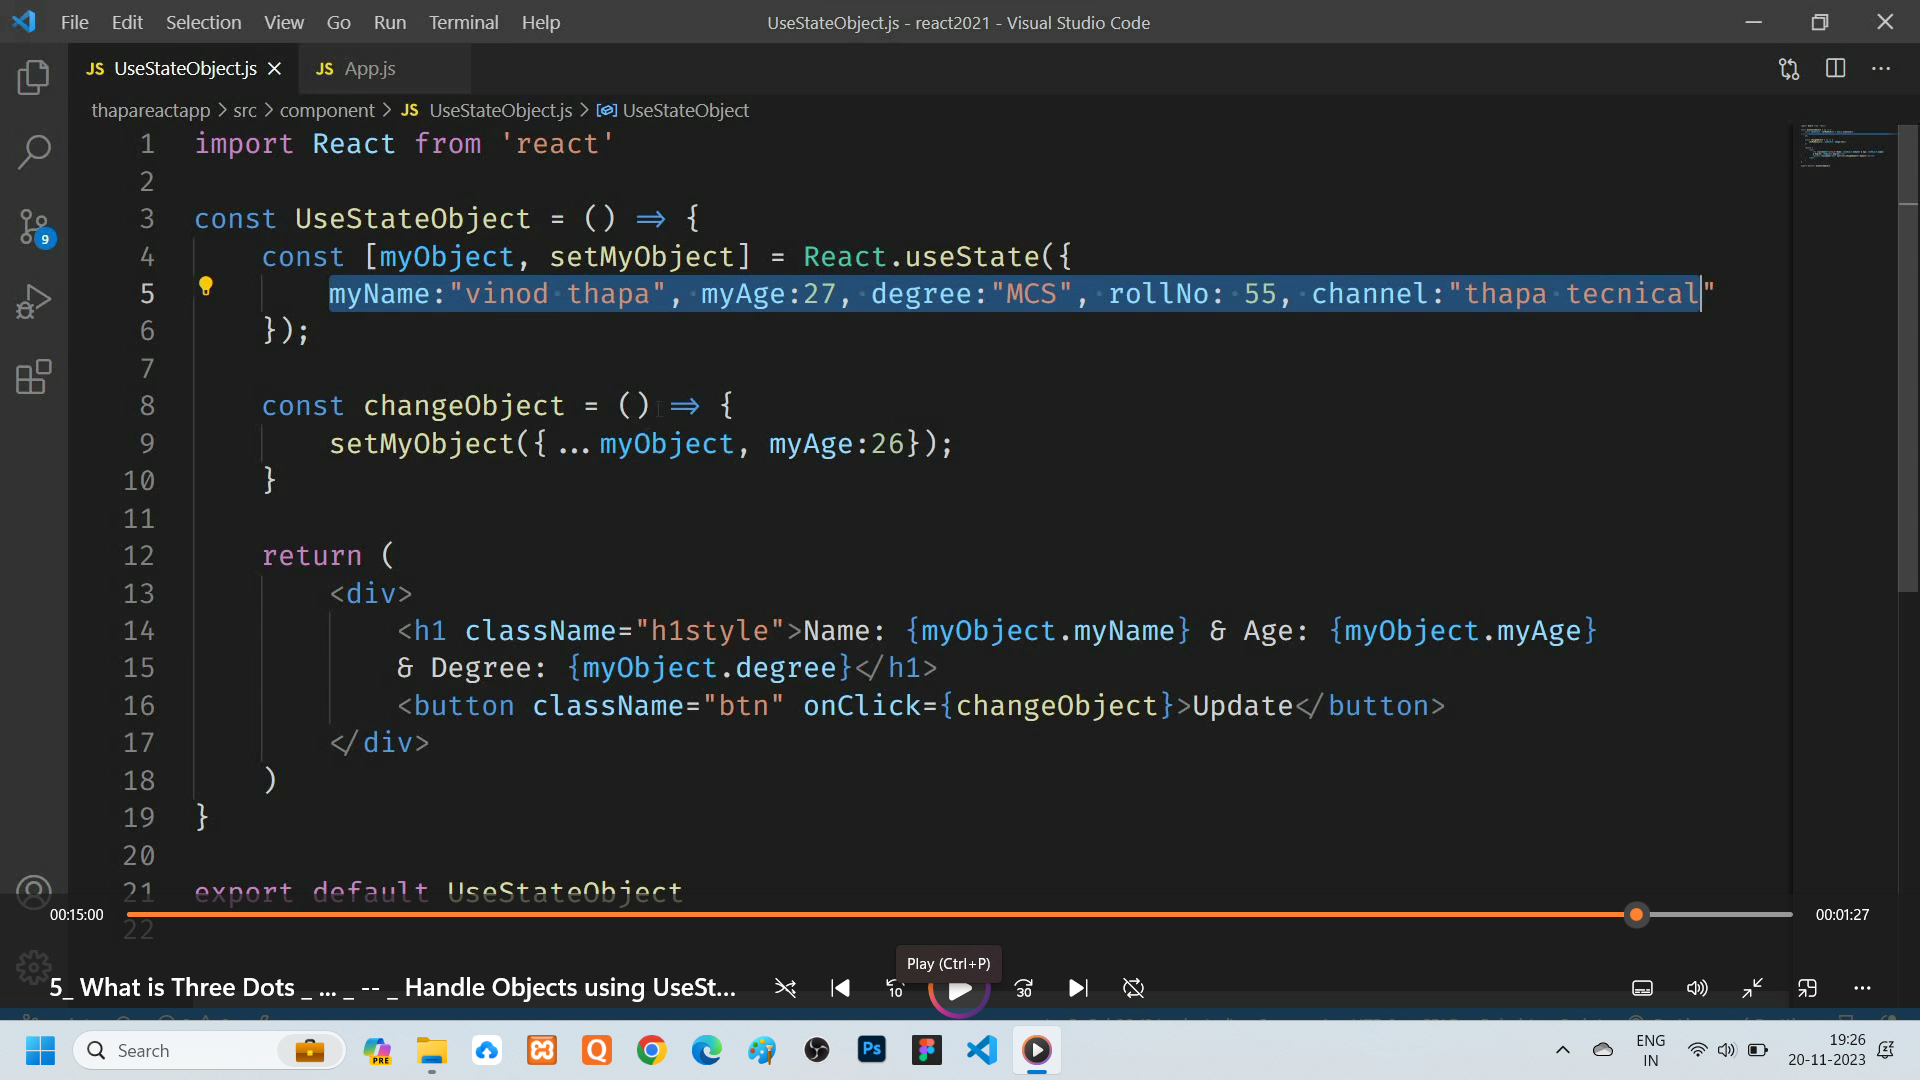 File Edit Selection View Go Run Terminal Help
UseStateObject.js - react2021 - Visual Studio Code
JS UseStateObject.js
JS App.js
thapareactapp > src > component > JS UseStateObject.js > UseStateObject
1 import React from 'react'
2
3 const UseStateObject = () => {
4 const [myObject, setMyObject] = React.useState({
5 myName:"vinod thapa", myAge:27, degree:"MCS", rollNo: 55, channel:"thapa tecnical"
6 });
7
8 const changeObject = () => {
9 setMyObject({ ...myObject, myAge:26});
10 }
11
12 return (
13 <div>
14 <h1 className="h1style">Name: {myObject.myName} & Age: {myObject.myAge}
15 & Degree: {myObject.degree}</h1>
16 <button className="btn" onClick={changeObject}>Update</button>
17 </div>
18 )
19 }
20
21 export default UseStateObject
22
9
00:15:00
00:01:27
Play (Ctrl+P)
5_ What is Three Dots _ ... _ -- _ Handle Objects using UseSt...
10
30
Search
PRE
Ps
ENG
IN
19:26
20-11-2023